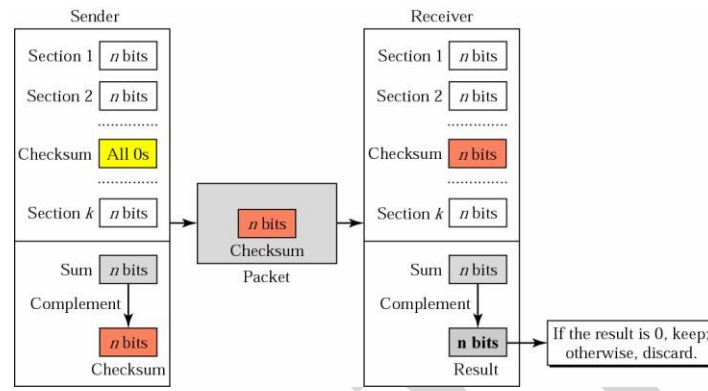 Sender
Section 1 n bits
Section 2 n bits
Checksum All 0s
Section k n bits
Sum n bits
Complement
n bits
Checksum
n bits
Checksum
Packet
Receiver
Section 1 n bits
Section 2 n bits
Checksum n bits
Section k n bits
Sum n bits
Complement
n bits
Result
If the result is 0, keep;
otherwise, discard.